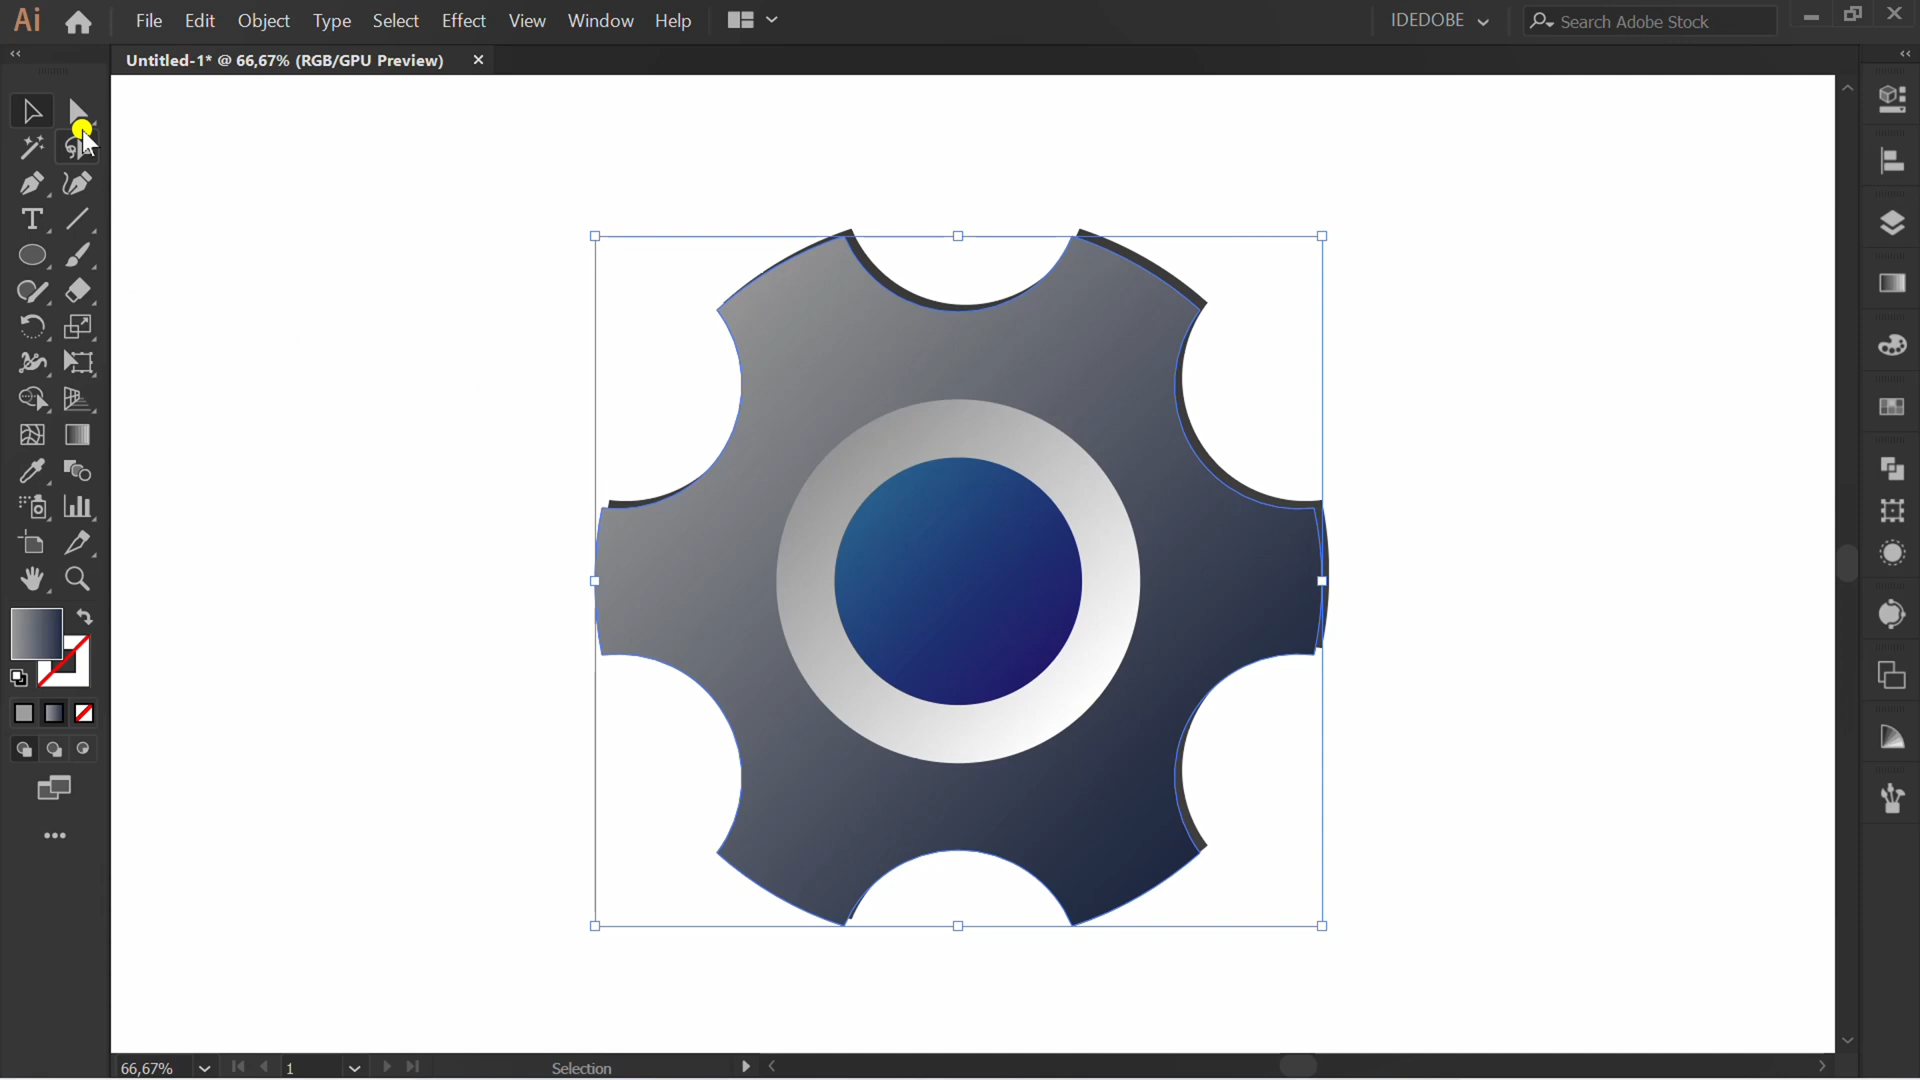 Ai File Edit Object Type Select Effect View Window Help IDEDOBE Search Adobe Stock
Untitled-1* @ 66,67% (RGB/GPU Preview)
66,67% 1 Selection